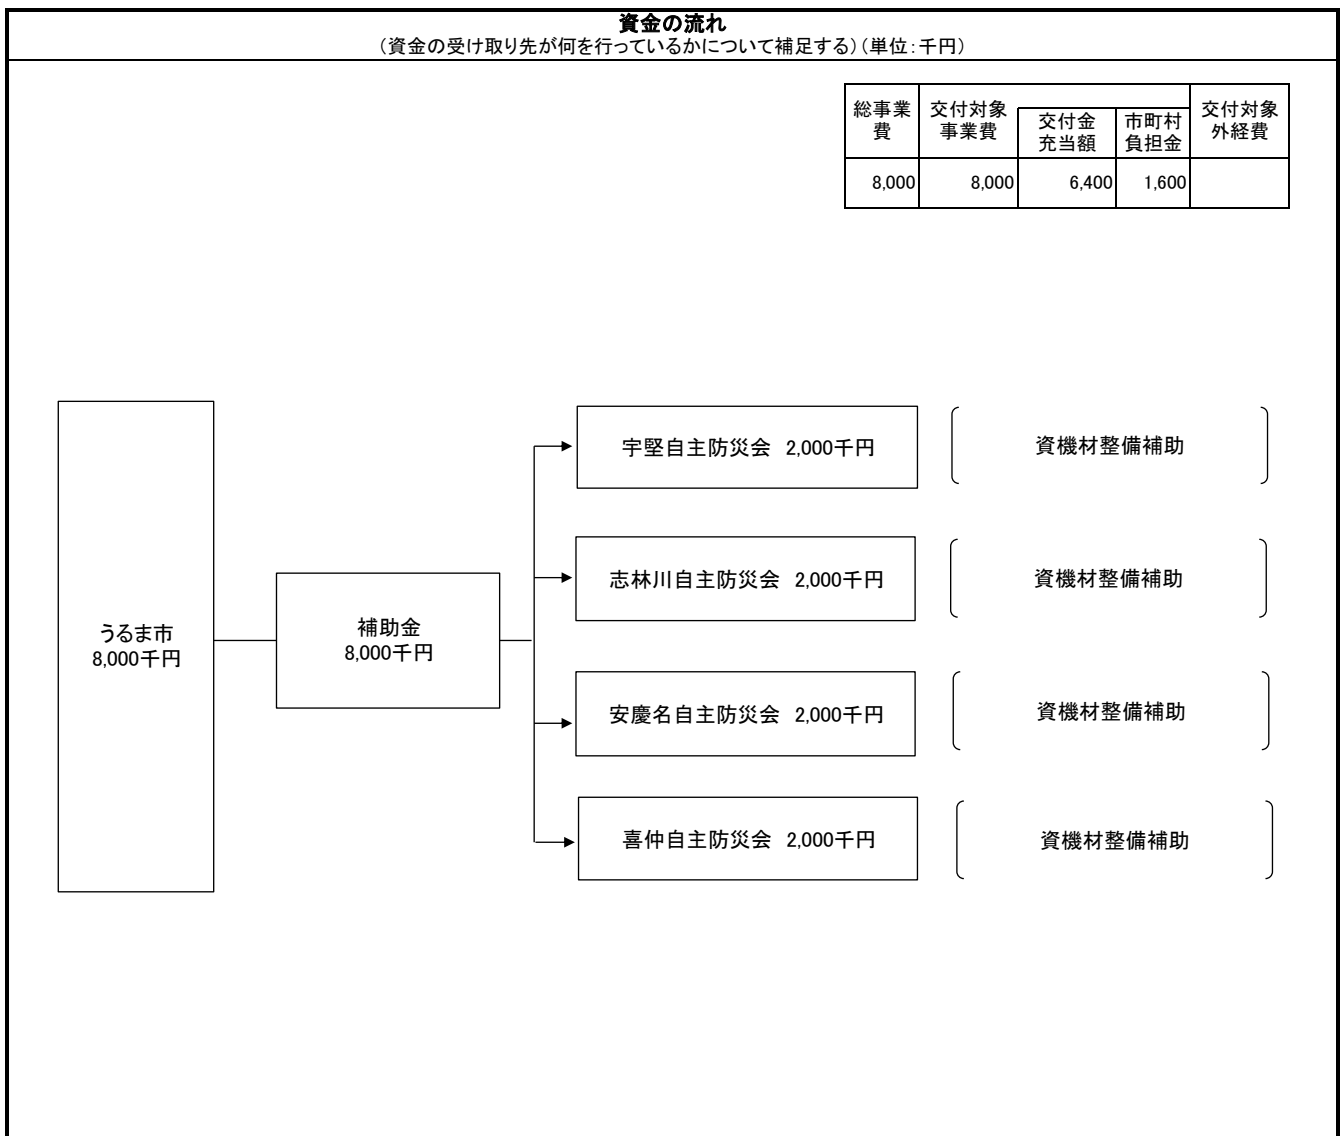 資金の流れ
（資金の受け取り先が何を行っているかについて補足する）（単位：千円）
総事業
費
交付対象
事業費
交付金
充当額
市町村
負担金
交付対象
外経費
8,000
8,000
6,400
1,600
うるま市
8,000千円
補助金
8,000千円
宇堅自主防災会 2,000千円
資機材整備補助
志林川自主防災会 2,000千円
資機材整備補助
安慶名自主防災会 2,000千円
資機材整備補助
喜仲自主防災会 2,000千円
資機材整備補助